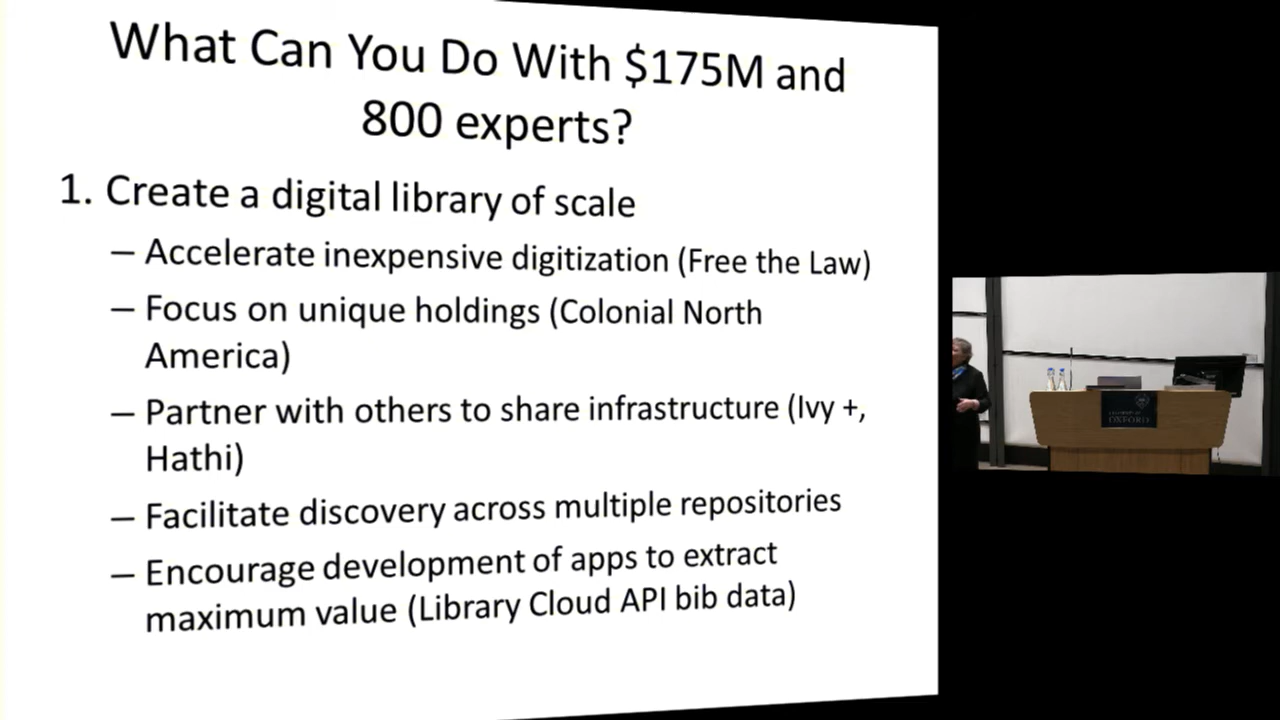 What Can You Do With $175M and
800 experts?
1. Create a digital library of scale
– Accelerate inexpensive digitization (Free the Law)
– Focus on unique holdings (Colonial North
America)
– Partner with others to share infrastructure (Ivy +,
Hathi)
– Facilitate discovery across multiple repositories
– Encourage development of apps to extract
maximum value (Library Cloud API bib data)
OXFORD